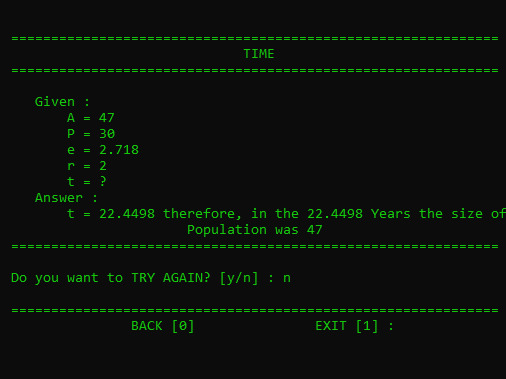 =============================================================
TIME
=============================================================
Given :
A = 47
P = 30
e = 2.718
r = 2
t = ?
Answer :
t = 22.4498 therefore, in the 22.4498 Years the size of
Population was 47
=============================================================
Do you want to TRY AGAIN? [y/n] : n
=============================================================
BACK [0] EXIT [1] :